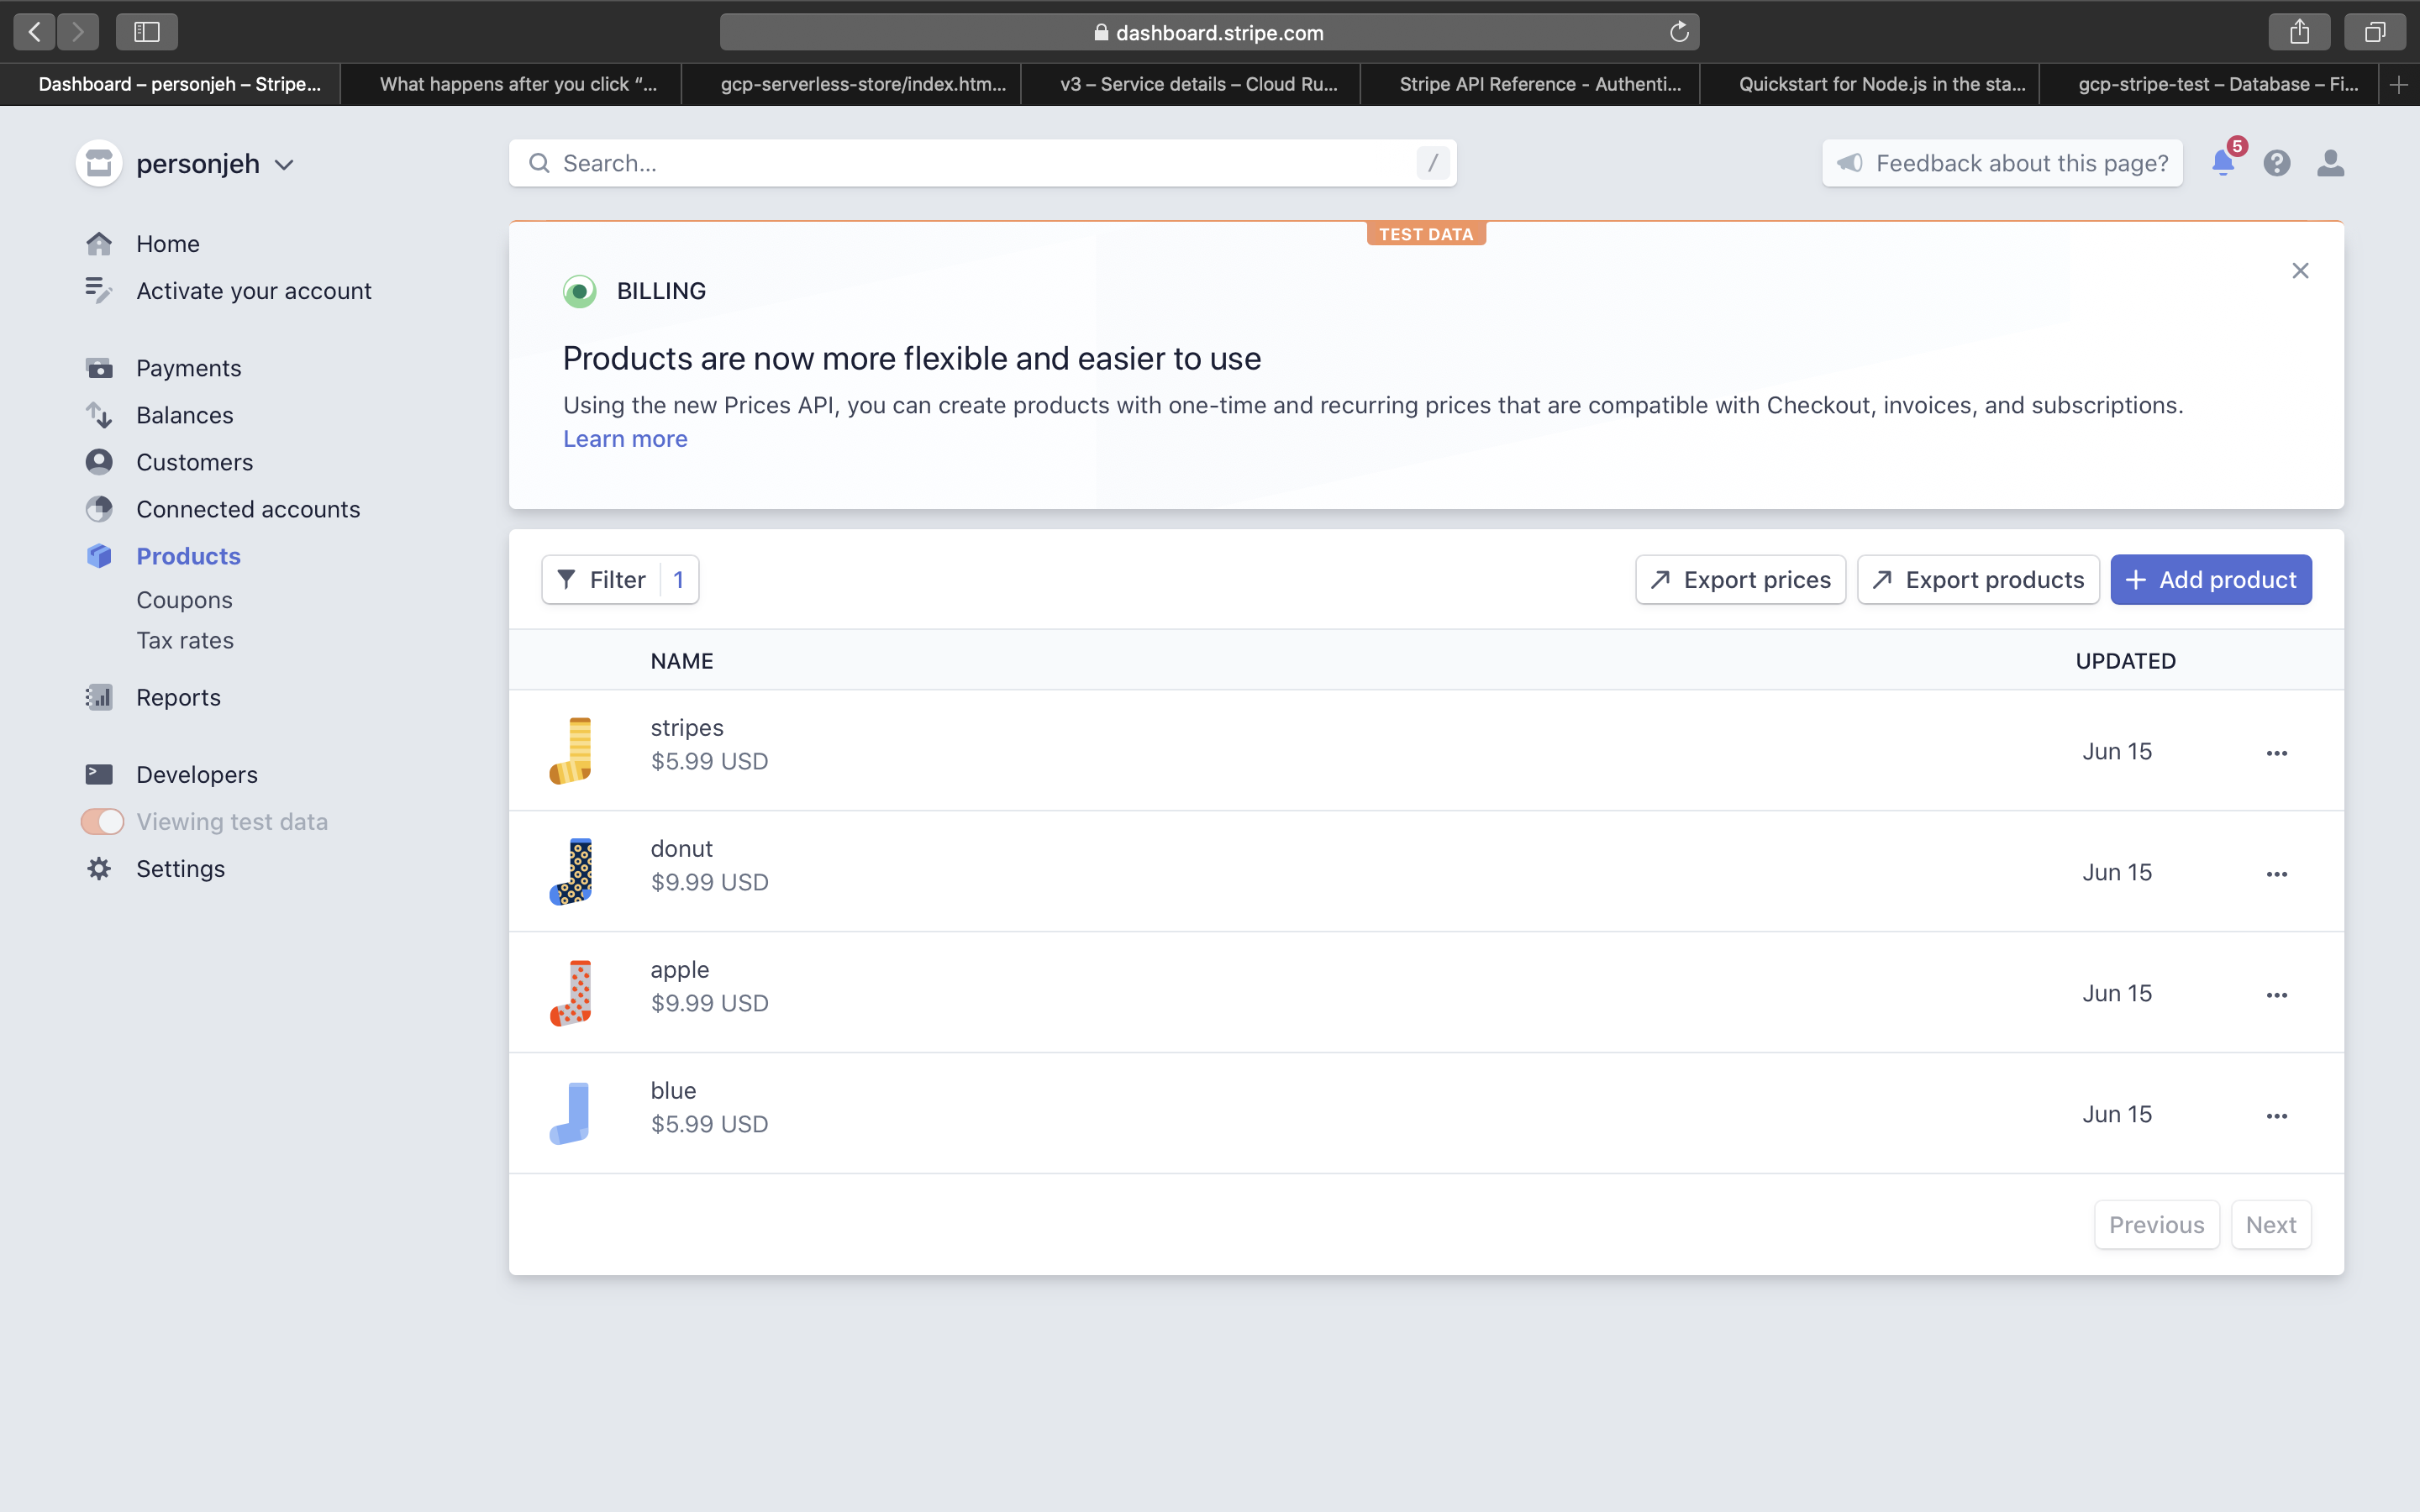 dashboard.stripe.com
Dashboard – personjeh – Stripe...
What happens after you click “...
gcp-serverless-store/index.htm...
v3 – Service details – Cloud Ru...
Stripe API Reference - Authenti...
Quickstart for Node.js in the sta...
gcp-stripe-test – Database – Fi...
personjeh
Search...
/
Feedback about this page?
5
Home
Activate your account
Payments
Balances
Customers
Connected accounts
Products
Coupons
Tax rates
Reports
Developers
Viewing test data
Settings
TEST DATA
BILLING
Products are now more flexible and easier to use
Using the new Prices API, you can create products with one-time and recurring prices that are compatible with Checkout, invoices, and subscriptions.
Learn more
Filter 1
Export prices
Export products
Add product
NAME
UPDATED
stripes
$5.99 USD
Jun 15
donut
$9.99 USD
Jun 15
apple
$9.99 USD
Jun 15
blue
$5.99 USD
Jun 15
Previous
Next